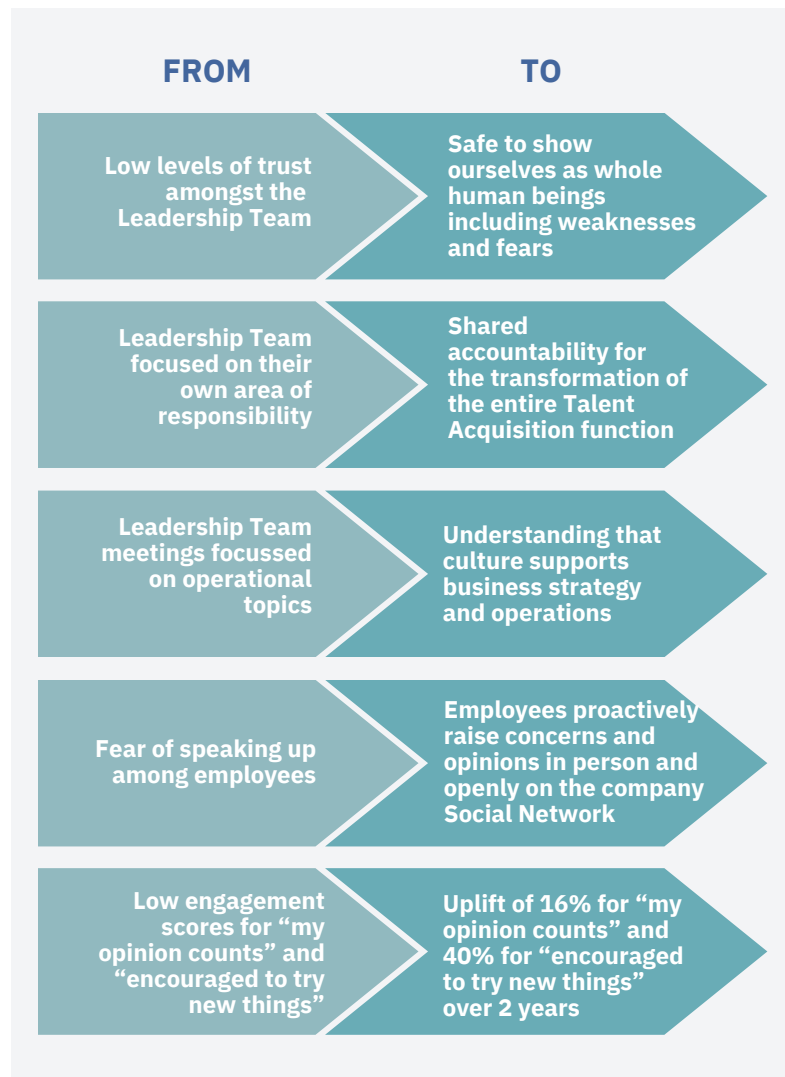 FROM
TO
Low levels of trust
amongst the
Leadership Team
Safe to show
ourselves as whole
human beings
including weaknesses
and fears
Leadership Team
focused on their
own area of
responsibility
Shared
accountability for
the transformation of
the entire Talent
Acquisition function
Leadership Team
meetings focussed
on operational
topics
Understanding that
culture supports
business strategy
and operations
Fear of speaking up
among employees
Employees proactively
raise concerns and
opinions in person and
openly on the company
Social Network
Low engagement
scores for “my
opinion counts” and
“encouraged to try
new things”
Uplift of 16% for “my
opinion counts” and
40% for “encouraged
to try new things”
over 2 years